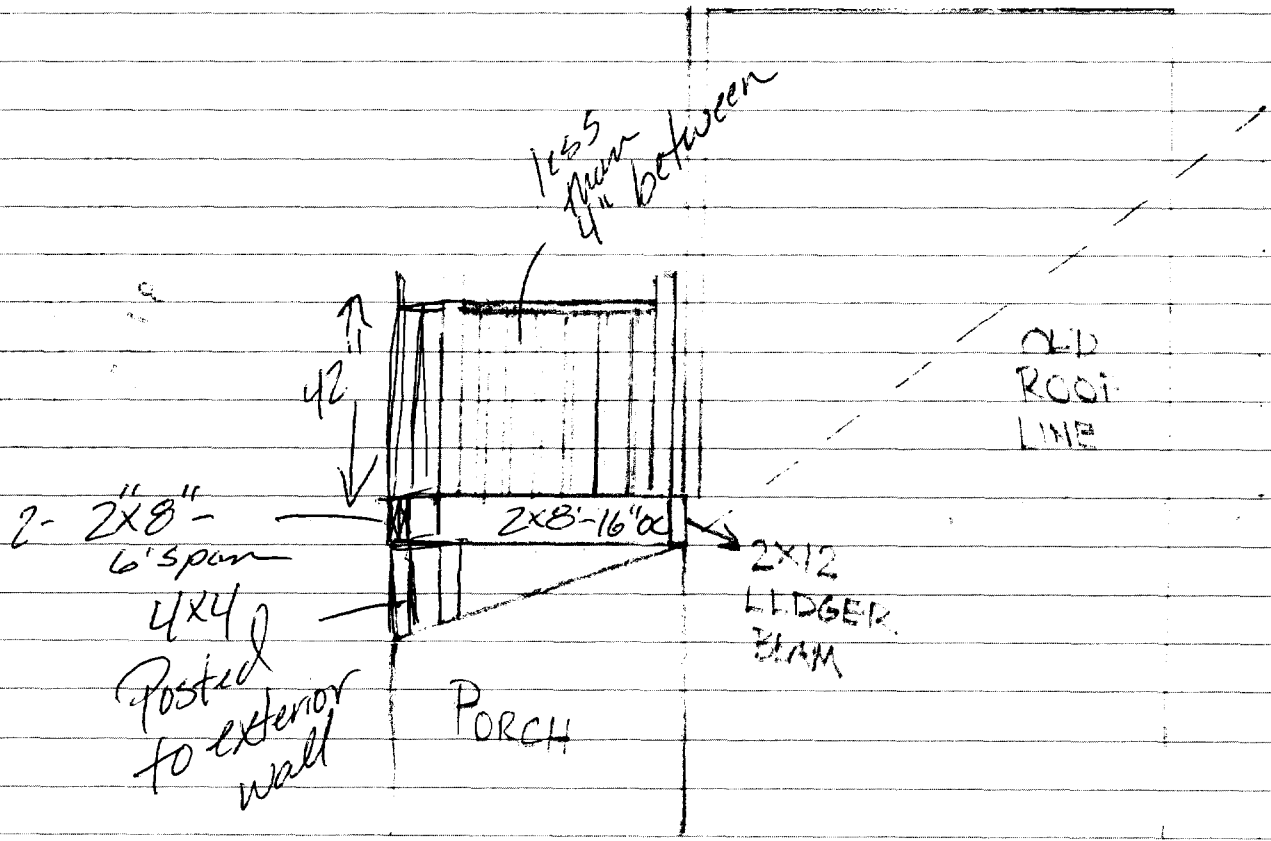 less
than
4" between
42"
OLD
ROOF
LINE
2- 2"x8"-
6' span
2x8'-16"oc
4x4
Posted
to exterior
wall
2x12
LEDGER
BEAM
PORCH